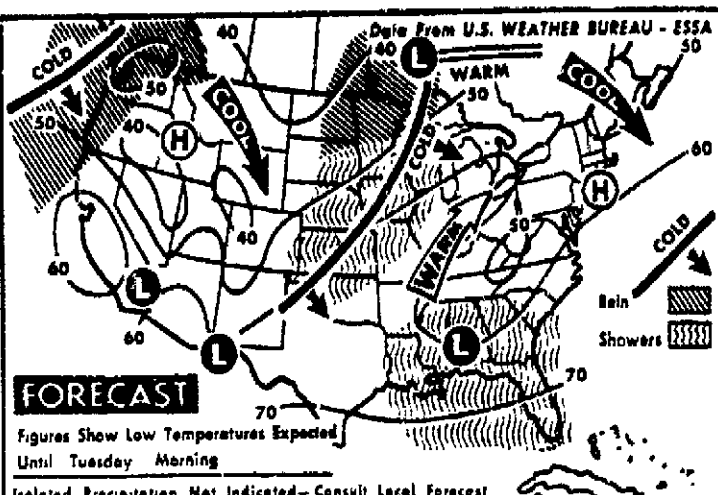 Data From U.S. WEATHER BUREAU - ESSA
COLD
40
40
L
50
WARM
COOL
50
50
COOL
50
40
H
COLD
60
H
40
50
WARM
COLD
60
L
60
Rain
L
L
Showers
FORECAST
70
70
Figures Show Low Temperatures Expected
Until Tuesday Morning
Isolated Precipitation Not Indicated - Consult Local Forecast